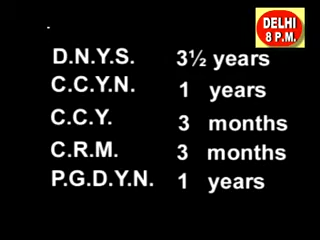 DELHI
8 P.M.
D.N.Y.S. 3½ years
C.C.Y.N. 1 years
C.C.Y. 3 months
C.R.M. 3 months
P.G.D.Y.N. 1 years